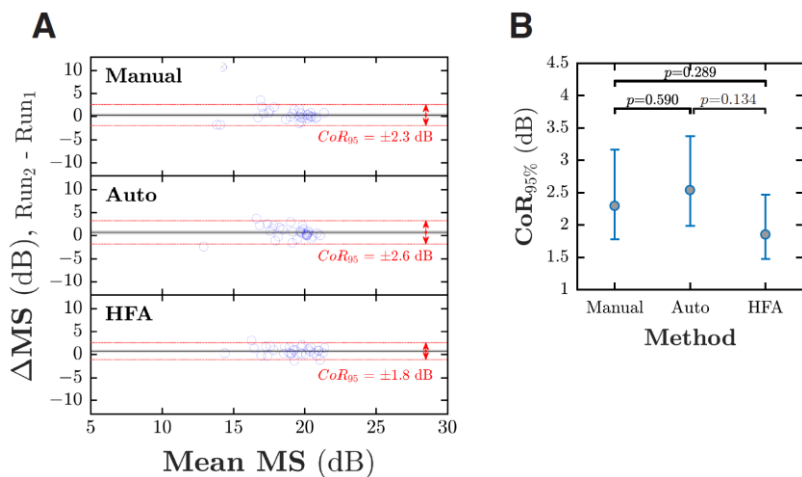 A
ΔMS (dB), Run₂ - Run₁
10
5
0
−5
−10
Manual
CoR₉₅ = ±2.3 dB
10
5
0
−5
−10
Auto
CoR₉₅ = ±2.6 dB
10
5
0
−5
−10
HFA
CoR₉₅ = ±1.8 dB
5 10 15 20 25 30
Mean MS (dB)
B
CoR₉₅% (dB)
4.5
4
3.5
3
2.5
2
1.5
1
p=0.289
p=0.590 p=0.134
Manual Auto HFA
Method